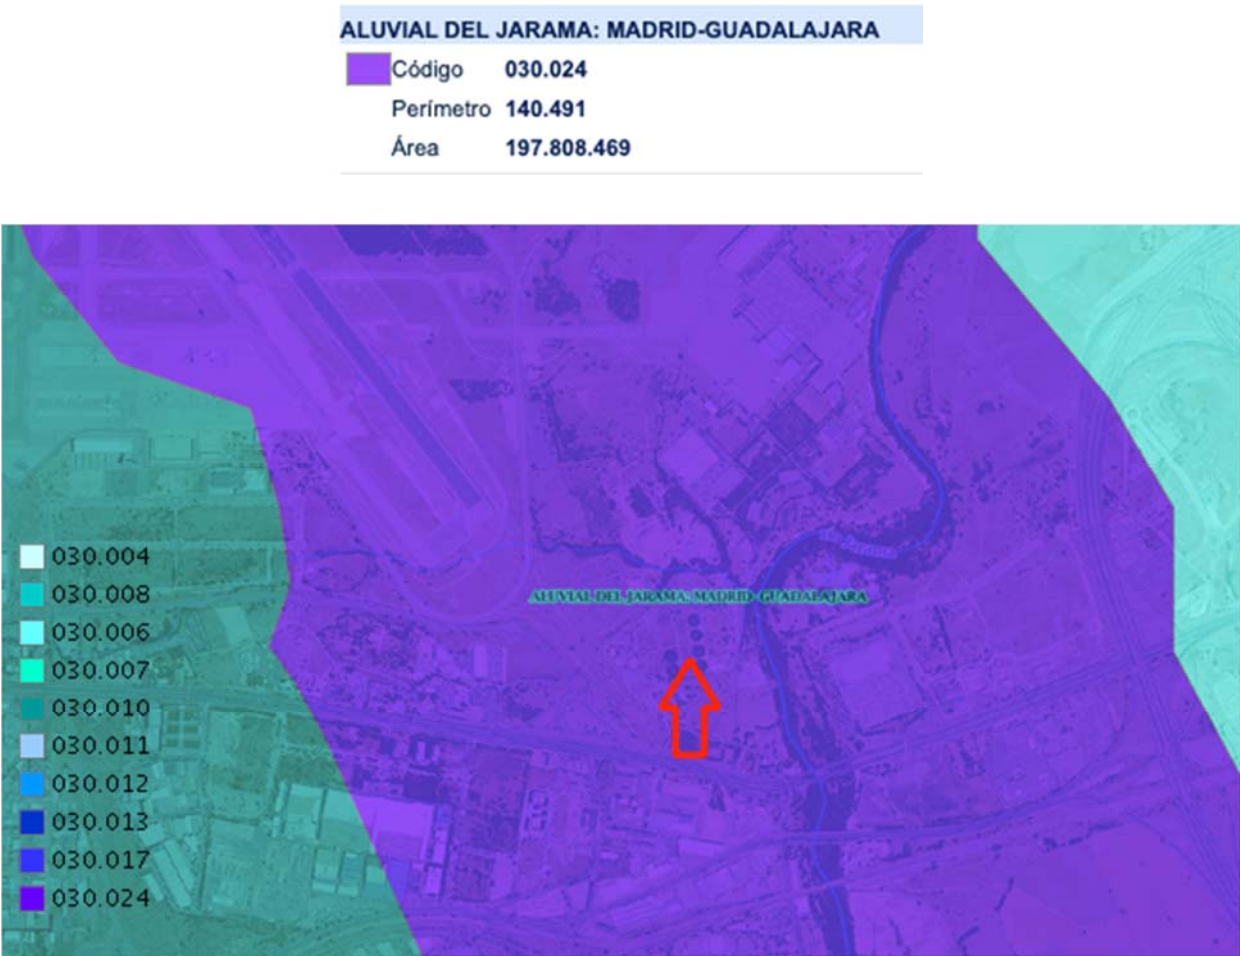 ALUVIAL DEL JARAMA: MADRID-GUADALAJARA
Código 030.024
Perímetro 140.491
Área 197.808.469
ALUVIAL DEL JARAMA: MADRID-GUADALAJARA
030.004
030.008
030.006
030.007
030.010
030.011
030.012
030.013
030.017
030.024